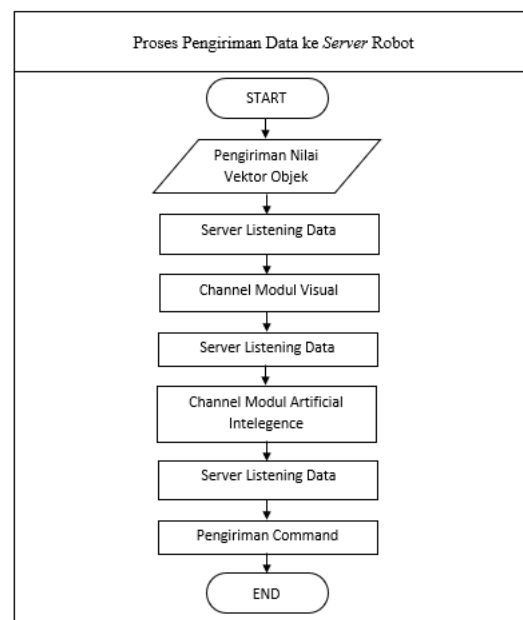 Proses Pengiriman Data ke Server Robot
START
Pengiriman Nilai
Vektor Objek
Server Listening Data
Channel Modul Visual
Server Listening Data
Channel Modul Artificial
Intelegence
Server Listening Data
Pengiriman Command
END